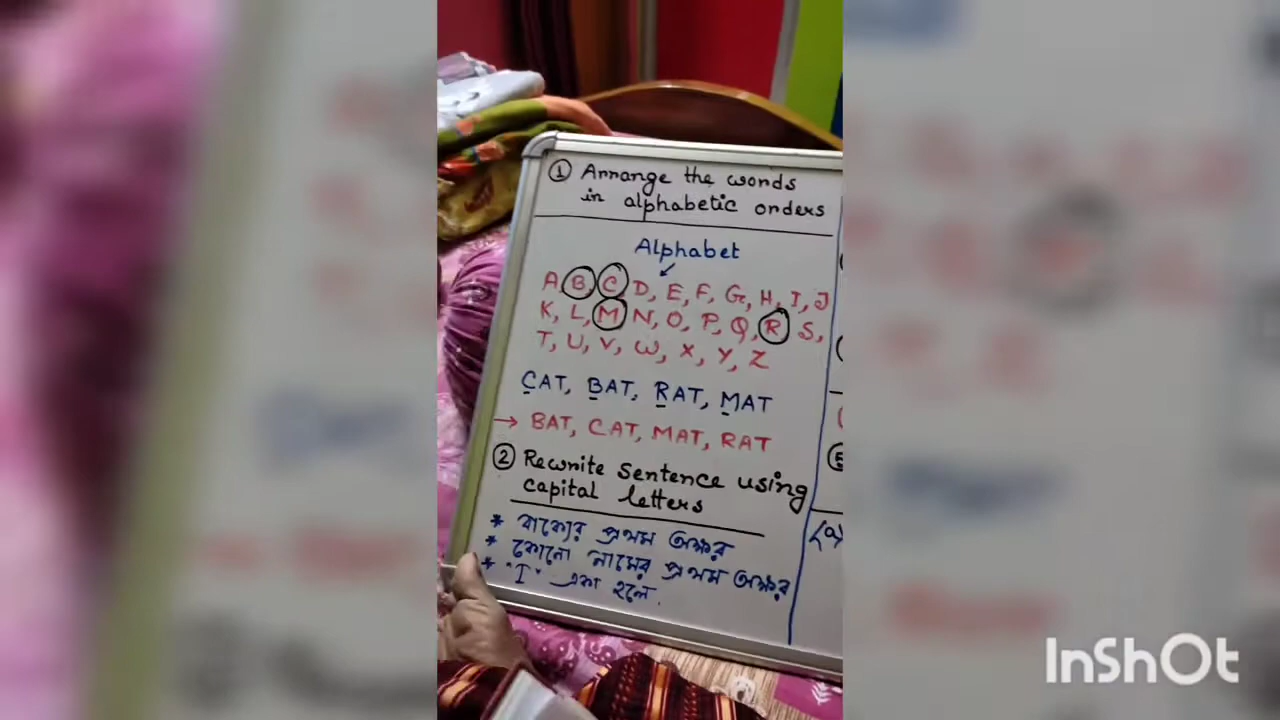 ① Arrange the words
in alphabetic orders
Alphabet
A, B, C, D, E, F, G, H, I, J
K, L, M, N, O, P, Q, R, S,
T, U, V, W, X, Y, Z
CAT, BAT, RAT, MAT
→ BAT, CAT, MAT, RAT
② Rewrite sentence using
capital letters
* বাক্যের প্রথম অক্ষর
* কোনো নামের প্রথম অক্ষর
* "I" একা হলে.
InShOt